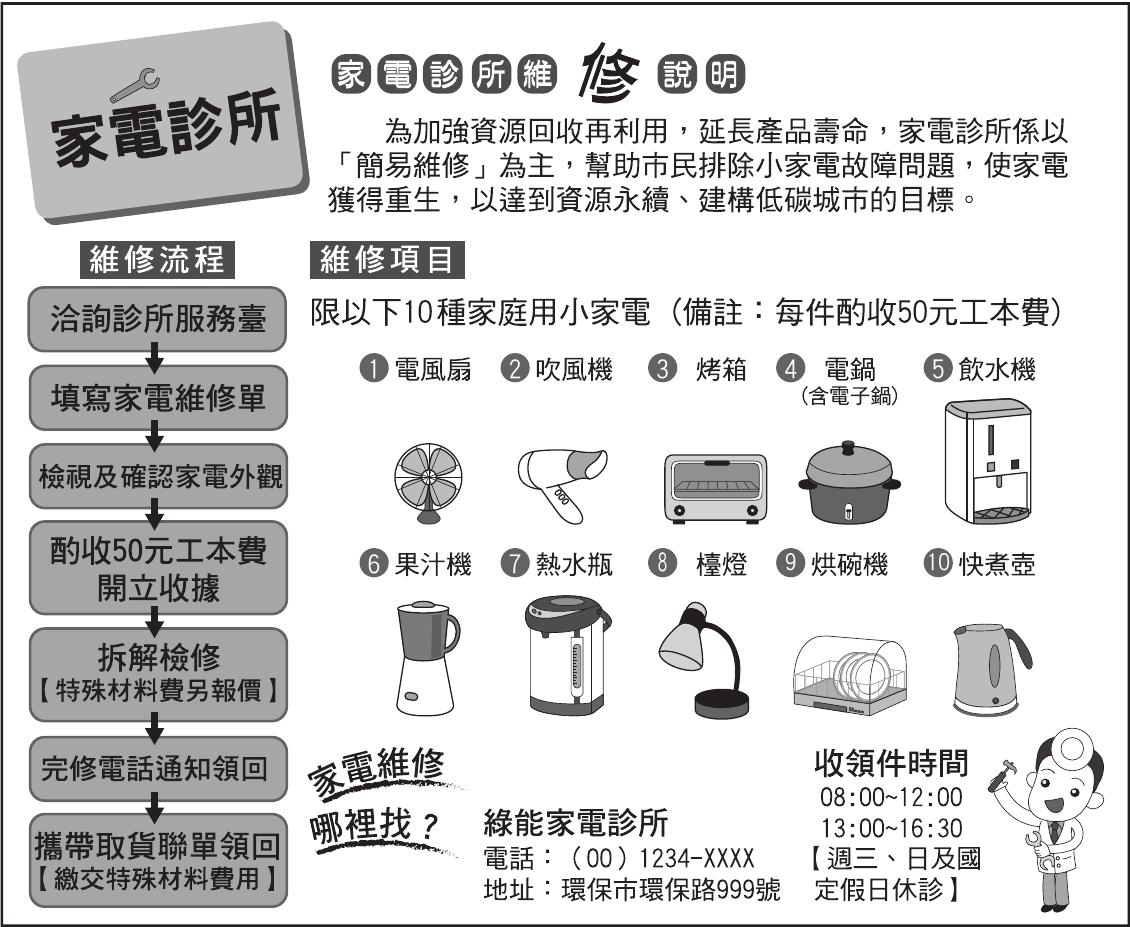 家電診所
家電診所維修說明
為加強資源回收再利用，延長產品壽命，家電診所係以
「簡易維修」為主，幫助市民排除小家電故障問題，使家電
獲得重生，以達到資源永續、建構低碳城市的目標。
維修流程
洽詢診所服務臺
填寫家電維修單
檢視及確認家電外觀
酌收50元工本費
開立收據
拆解檢修
【特殊材料費另報價】
完修電話通知領回
攜帶取貨聯單領回
【繳交特殊材料費用】
維修項目
限以下10種家庭用小家電（備註：每件酌收50元工本費）
1 電風扇 2 吹風機 3 烤箱 4 電鍋 5 飲水機
(含電子鍋)
6 果汁機 7 熱水瓶 8 檯燈 9 烘碗機 10 快煮壺
家電維修
哪裡找？
綠能家電診所
電話：（00）1234-XXXX
地址：環保市環保路999號
收領件時間
08:00~12:00
13:00~16:30
【週三、日及國
定假日休診】